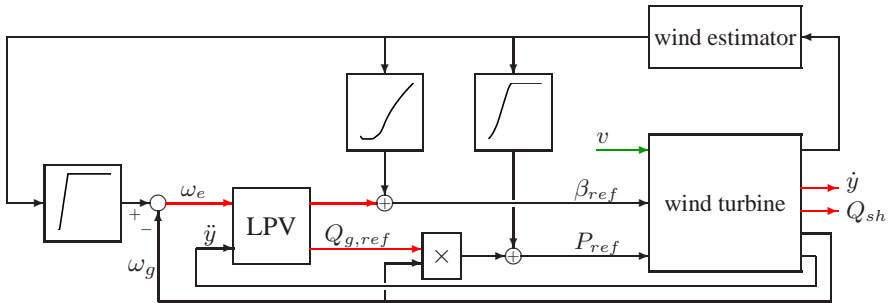 wind estimator
v
ω_e
β_ref
wind turbine
ẏ
Q_sh
+
−
+
LPV
ÿ
Q_g,ref
×
+
P_ref
ω_g